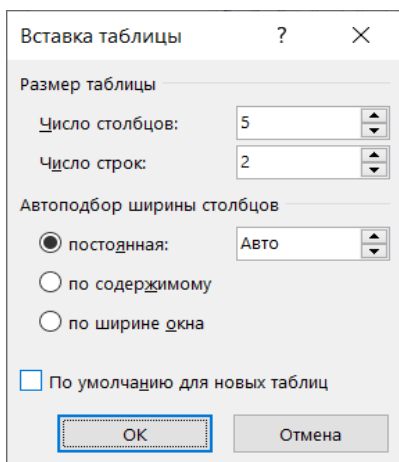 Вставка таблицы ?
Размер таблицы
Число столбцов: 5
Число строк: 2
Автоподбор ширины столбцов
постоянная: Авто
по содержимому
по ширине окна
По умолчанию для новых таблиц
ОК Отмена